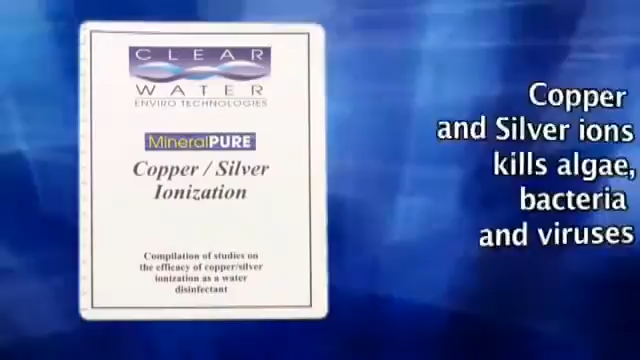 CLEAR
WATER
ENVIRO TECHNOLOGIES
MineralPURE
Copper / Silver
Ionization
Compilation of studies on
the efficacy of copper/silver
ionization as a water
disinfectant
Copper
and Silver ions
kills algae,
bacteria
and viruses